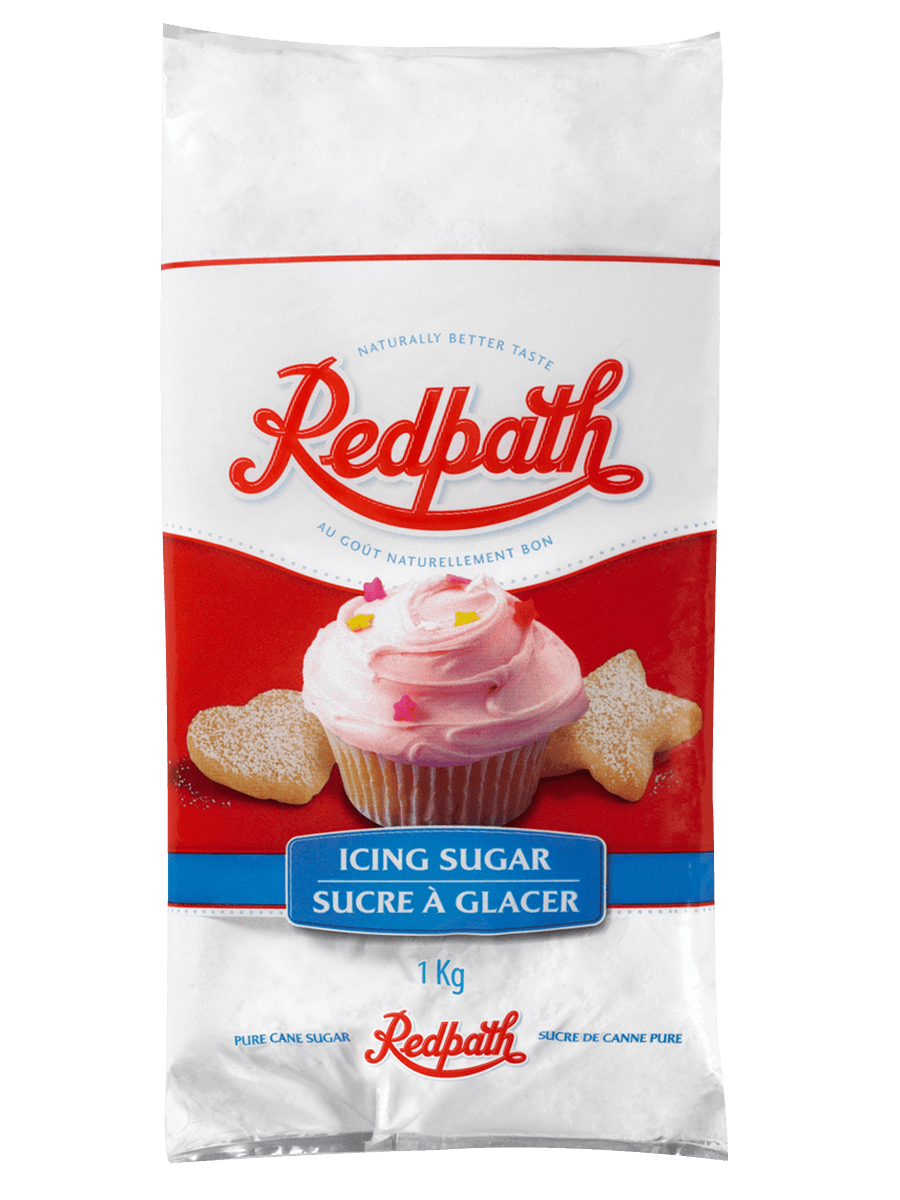 NATURALLY BETTER TASTE
Redpath
AU GOÛT NATURELLEMENT BON
ICING SUGAR
SUCRE À GLACER
1 Kg
PURE CANE SUGAR
Redpath
SUCRE DE CANNE PURE